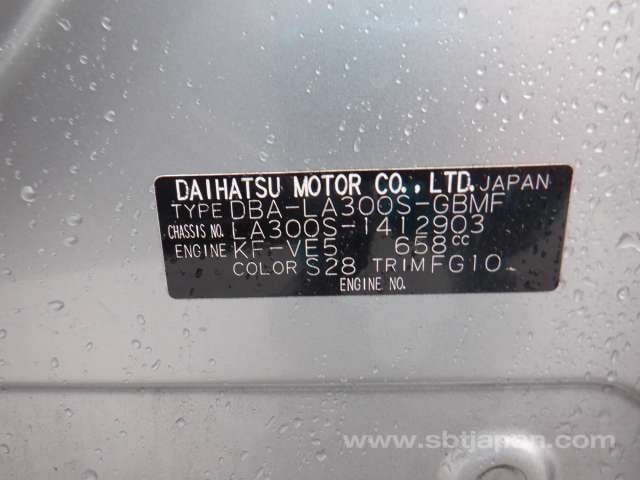 DAIHATSU MOTOR CO., LTD. JAPAN
TYPE DBA-LA300S-GBMF
CHASSIS NO. LA300S-1412903
ENGINE KF-VE5 658cc
COLOR S28 TRIM FG10
ENGINE NO.
www.sbtjapan.com